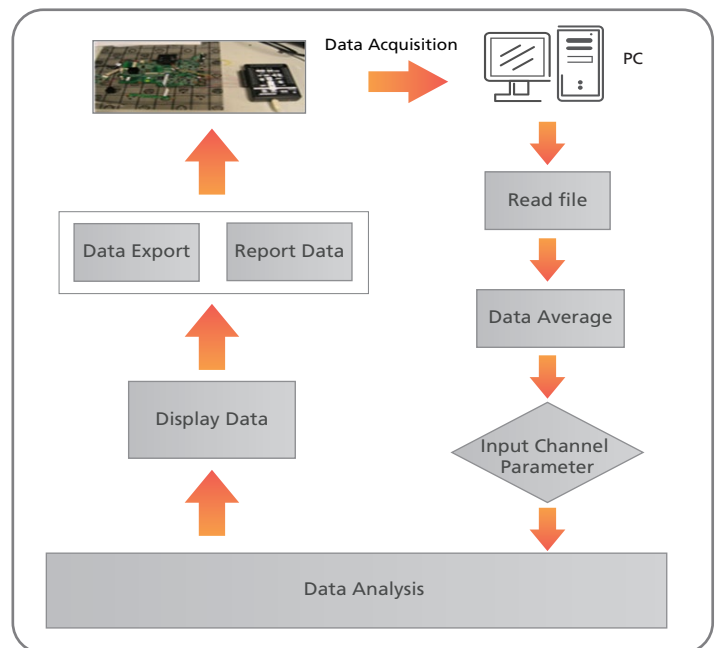 Data Acquisition
PC
Read file
Data Export
Report Data
Data Average
Display Data
Input Channel
Parameter
Data Analysis